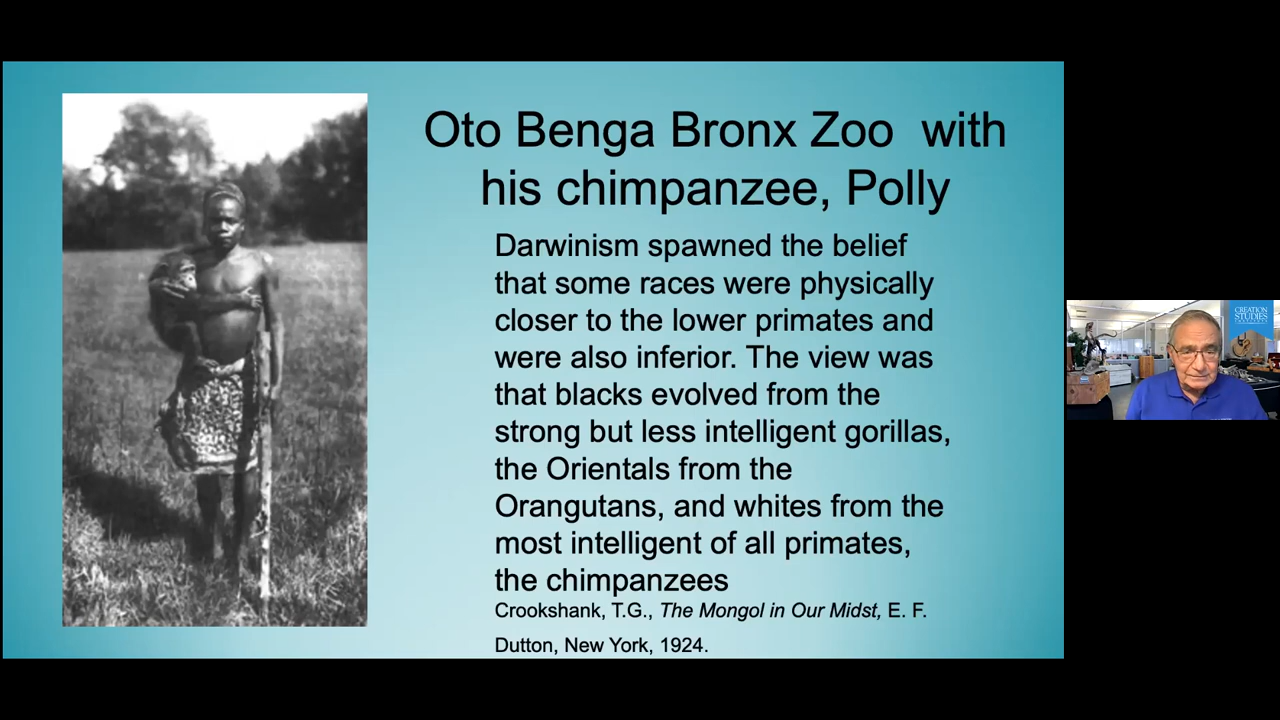 Oto Benga Bronx Zoo with
his chimpanzee, Polly
Darwinism spawned the belief
that some races were physically
closer to the lower primates and
were also inferior. The view was
that blacks evolved from the
strong but less intelligent gorillas,
the Orientals from the
Orangutans, and whites from the
most intelligent of all primates,
the chimpanzees
Crookshank, T.G., The Mongol in Our Midst, E. F.
Dutton, New York, 1924.
CREATION
STUDIES
INSTITUTE